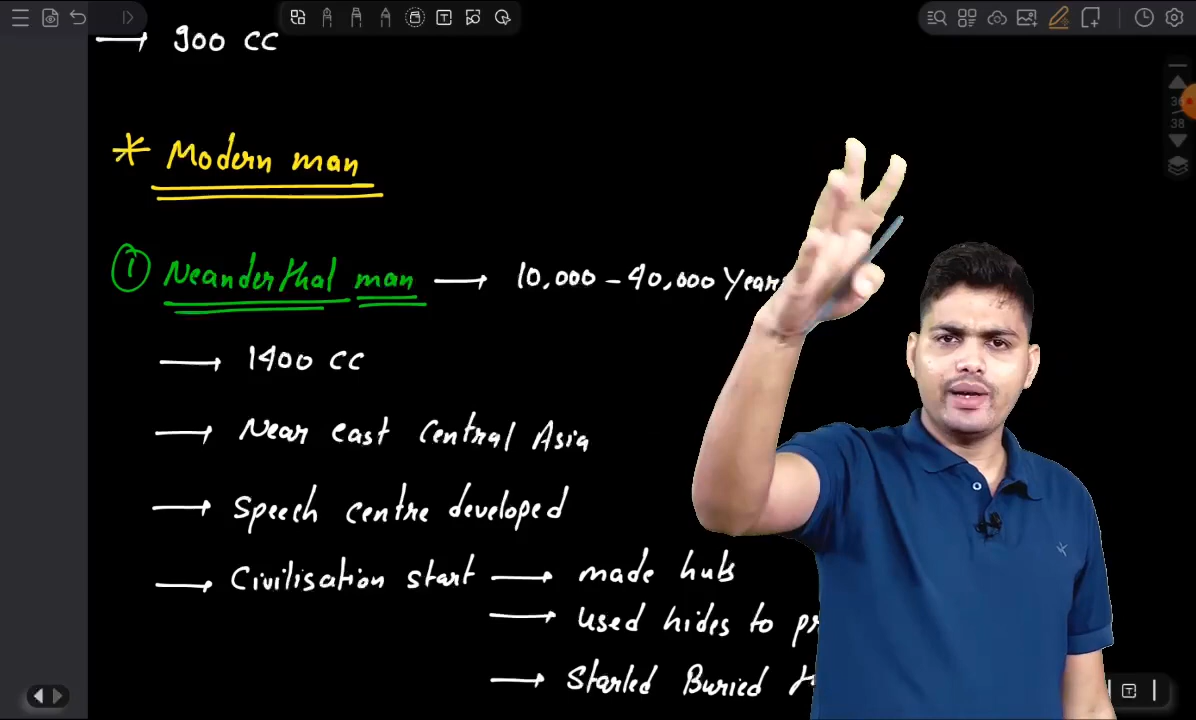 → 900 CC
* Modern man
① Neanderthal man → 10,000 - 40,000 Year
→ 1400 CC
→ Near east Central Asia
→ Speech centre developed
→ Civilisation start → made huts
→ used hides to
→ Started Buried